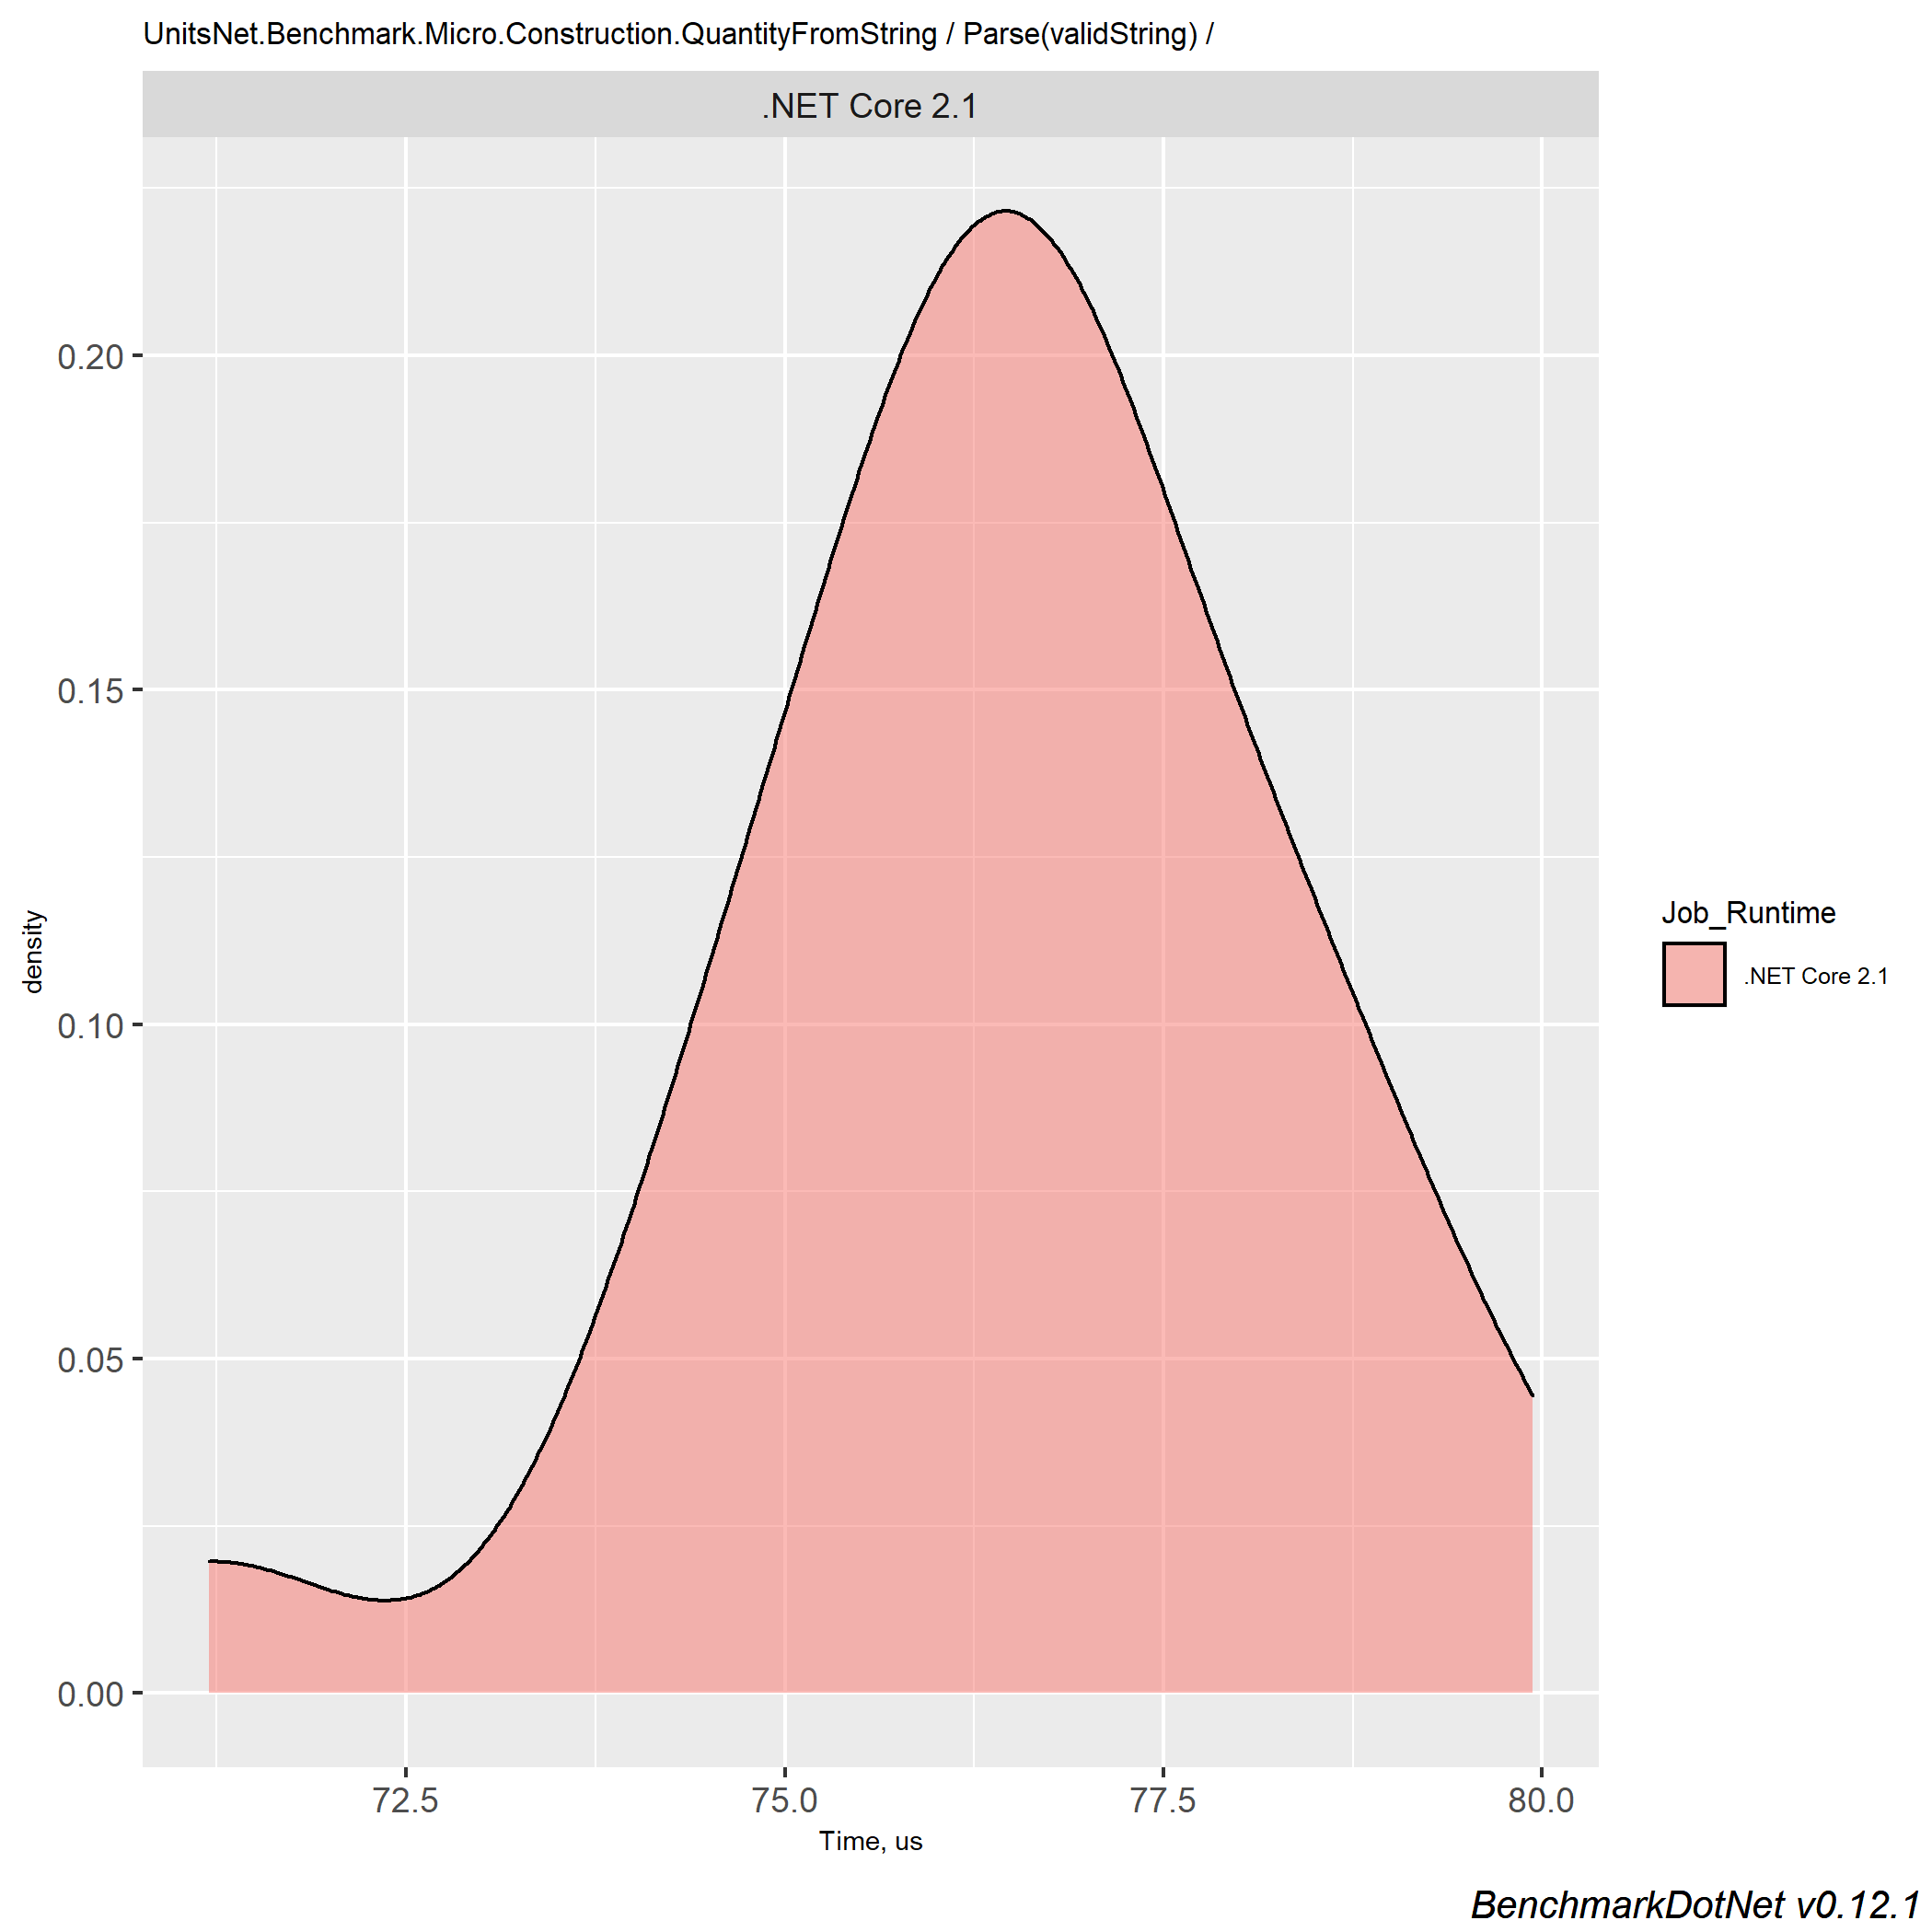 UnitsNet.Benchmark.Micro.Construction.QuantityFromString / Parse(validString) /
.NET Core 2.1
0.20
0.15
0.10
0.05
0.00
density
72.5 75.0 77.5 80.0
Time, us
Job_Runtime
.NET Core 2.1
BenchmarkDotNet v0.12.1